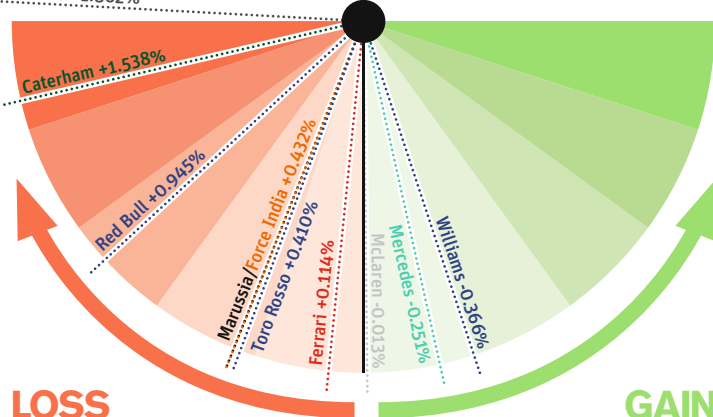 Caterham +1.538%
Red Bull +0.945%
Marussia/Force India +0.432%
Toro Rosso +0.410%
Ferrari +0.114%
McLaren -0.013%
Mercedes -0.251%
Williams -0.366%
LOSS
GAIN